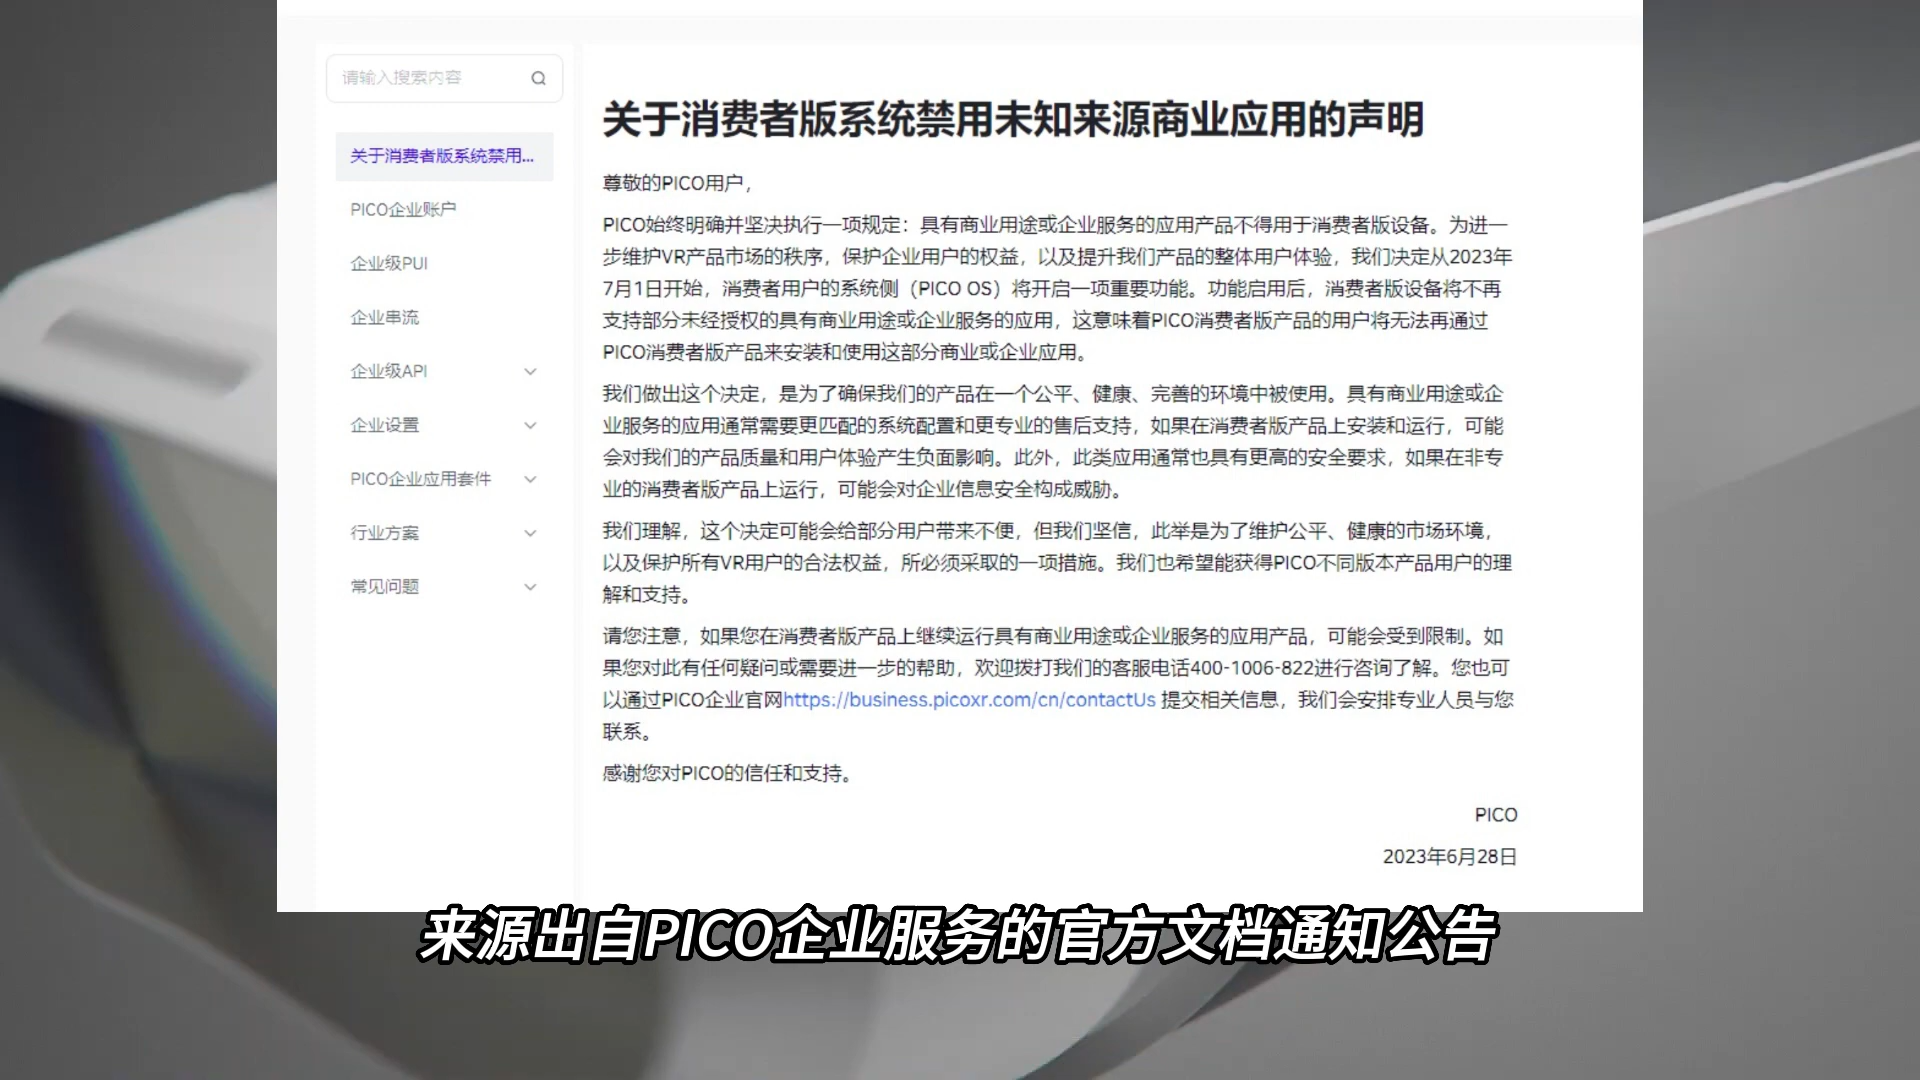 请输入搜索内容
关于消费者版系统禁用...
PICO企业账户
企业级PUI
企业串流
企业级API
企业设置
PICO企业应用套件
行业方案
常见问题
关于消费者版系统禁用未知来源商业应用的声明
尊敬的PICO用户，
PICO始终明确并坚决执行一项规定：具有商业用途或企业服务的应用产品不得用于消费者版设备。为进一
步维护VR产品市场的秩序，保护企业用户的权益，以及提升我们产品的整体用户体验，我们决定从2023年
7月1日开始，消费者用户的系统侧（PICO OS）将开启一项重要功能。功能启用后，消费者版设备将不再
支持部分未经授权的具有商业用途或企业服务的应用，这意味着PICO消费者版产品的用户将无法再通过
PICO消费者版产品来安装和使用这部分商业或企业应用。
我们做出这个决定，是为了确保我们的产品在一个公平、健康、完善的环境中被使用。具有商业用途或企
业服务的应用通常需要更匹配的系统配置和更专业的售后支持，如果在消费者版产品上安装和运行，可能
会对我们的产品质量和用户体验产生负面影响。此外，此类应用通常也具有更高的安全要求，如果在非专
业的消费者版产品上运行，可能会对企业信息安全构成威胁。
我们理解，这个决定可能会给部分用户带来不便，但我们坚信，此举是为了维护公平、健康的市场环境，
以及保护所有VR用户的合法权益，所必须采取的一项措施。我们也希望能获得PICO不同版本产品用户的理
解和支持。
请您注意，如果您在消费者版产品上继续运行具有商业用途或企业服务的应用产品，可能会受到限制。如
果您对此有任何疑问或需要进一步的帮助，欢迎拨打我们的客服电话400-1006-822进行咨询了解。您也可
以通过PICO企业官网https://business.picoxr.com/cn/contactUs 提交相关信息，我们会安排专业人员与您
联系。
感谢您对PICO的信任和支持。
PICO
2023年6月28日
来源出自PICO企业服务的官方文档通知公告